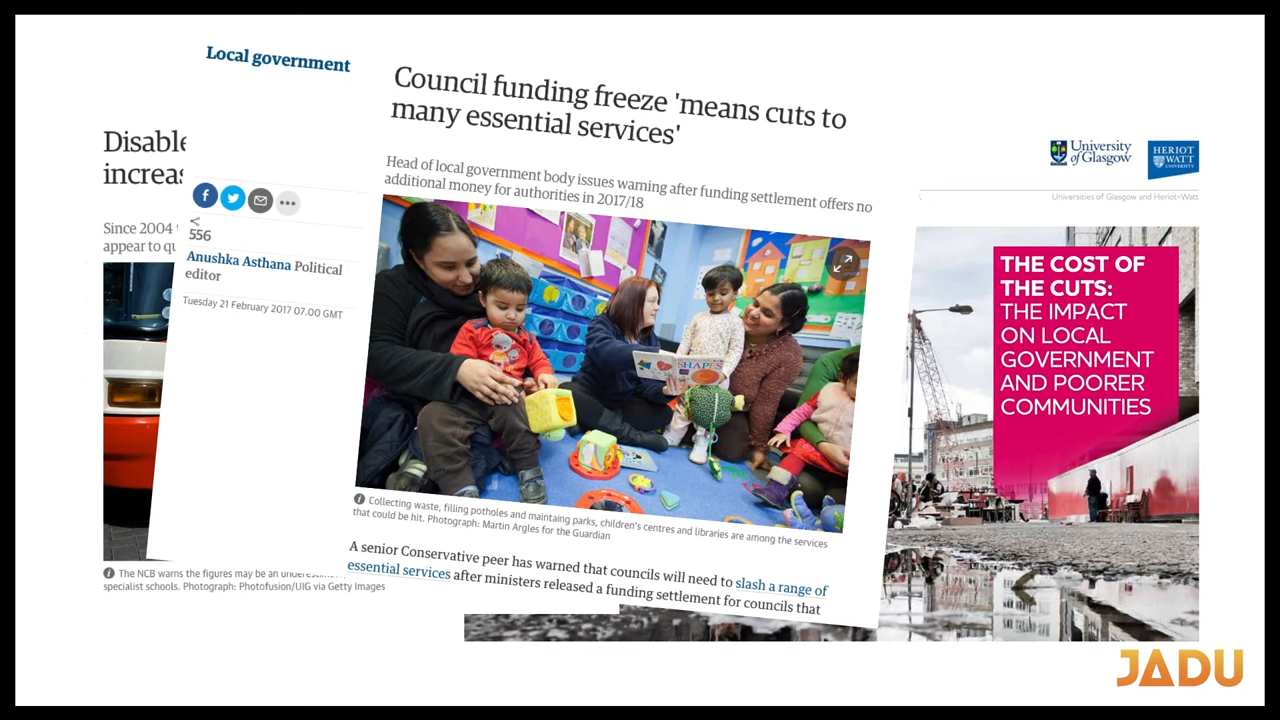 Local government
Council funding freeze 'means cuts to
many essential services'
Head of local government body issues warning after funding settlement offers no
additional money for authorities in 2017/18
556
Anushka Asthana Political
editor
Tuesday 21 February 2017 07.00 GMT
SHAPES
Collecting waste, filling potholes and maintaing parks, children's centres and libraries are among the services
that could be hit. Photograph: Martin Argles for the Guardian
A senior Conservative peer has warned that councils will need to slash a range of
essential services after ministers released a funding settlement for councils that
Disable
increas
Since 2004
appear to qu
The NCB warns the figures may be an
specialist schools. Photograph: Photofusion/UIG via Getty Images
University
of Glasgow
HERIOT
WATT
UNIVERSITY
Universities of Glasgow and Heriot-Watt
THE COST OF
THE CUTS:
THE IMPACT
ON LOCAL
GOVERNMENT
AND POORER
COMMUNITIES
JADU